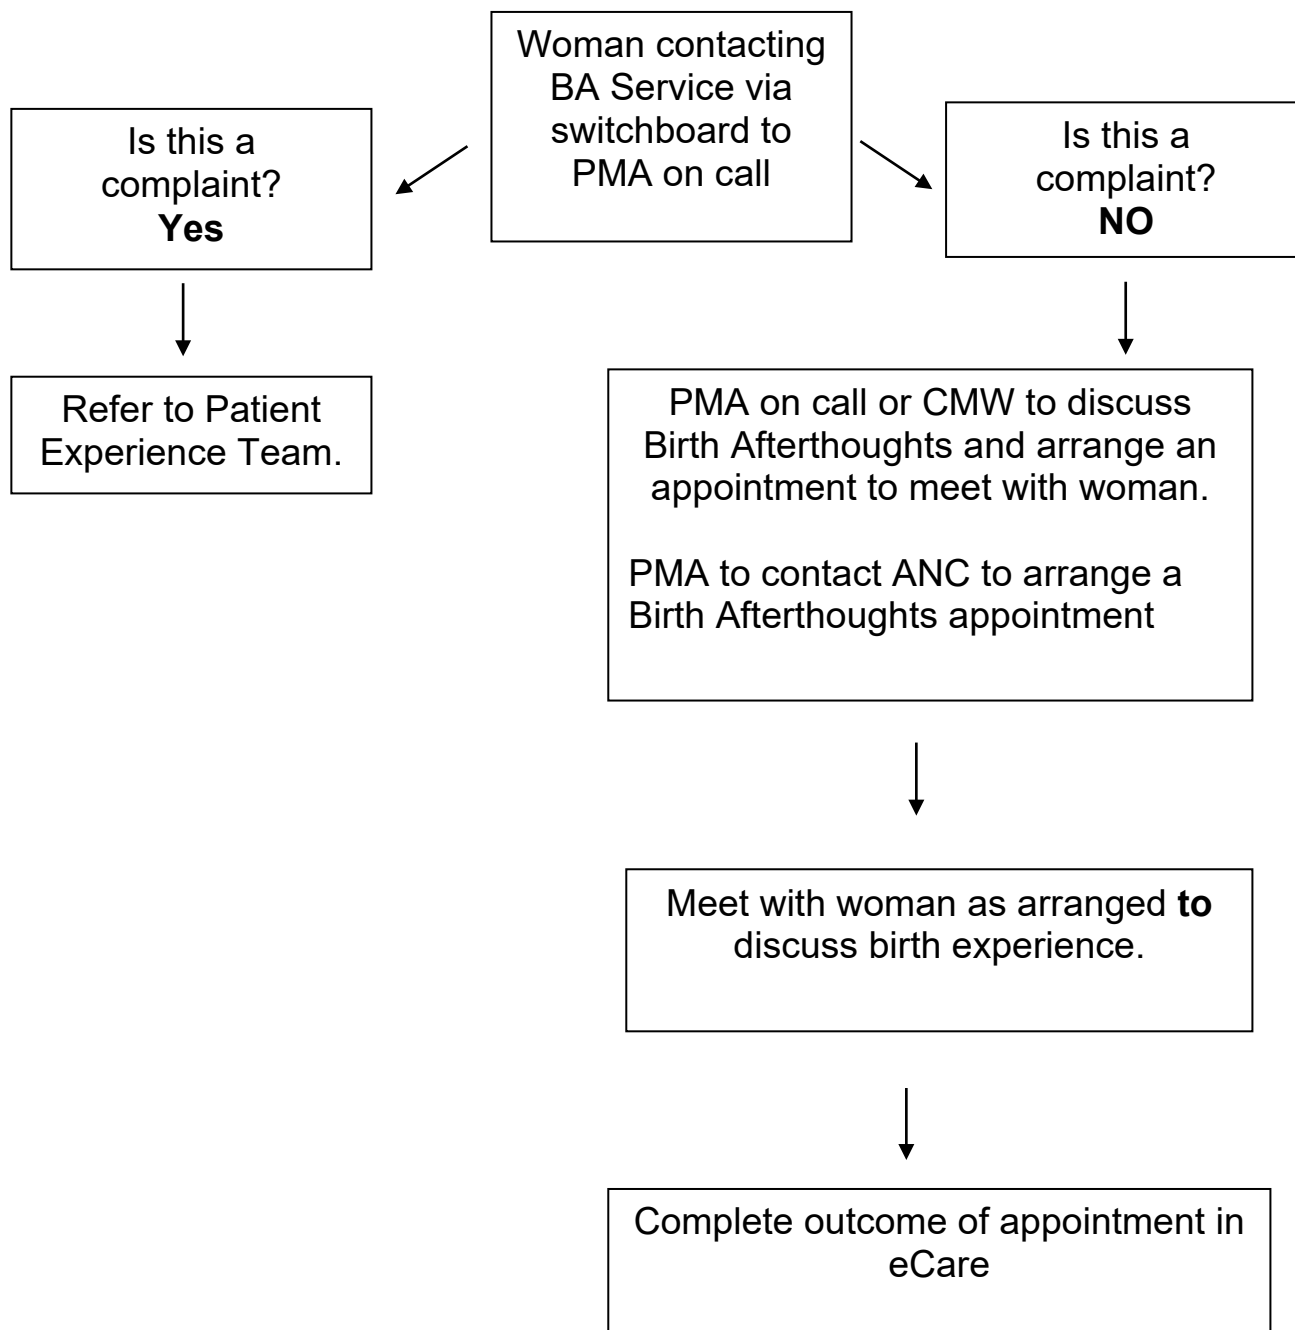 Woman contacting
BA Service via
switchboard to
PMA on call
Is this a
complaint?
Yes
Is this a
complaint?
NO
Refer to Patient
Experience Team.
PMA on call or CMW to discuss
Birth Afterthoughts and arrange an
appointment to meet with woman.
PMA to contact ANC to arrange a
Birth Afterthoughts appointment
Meet with woman as arranged to
discuss birth experience.
Complete outcome of appointment in
eCare